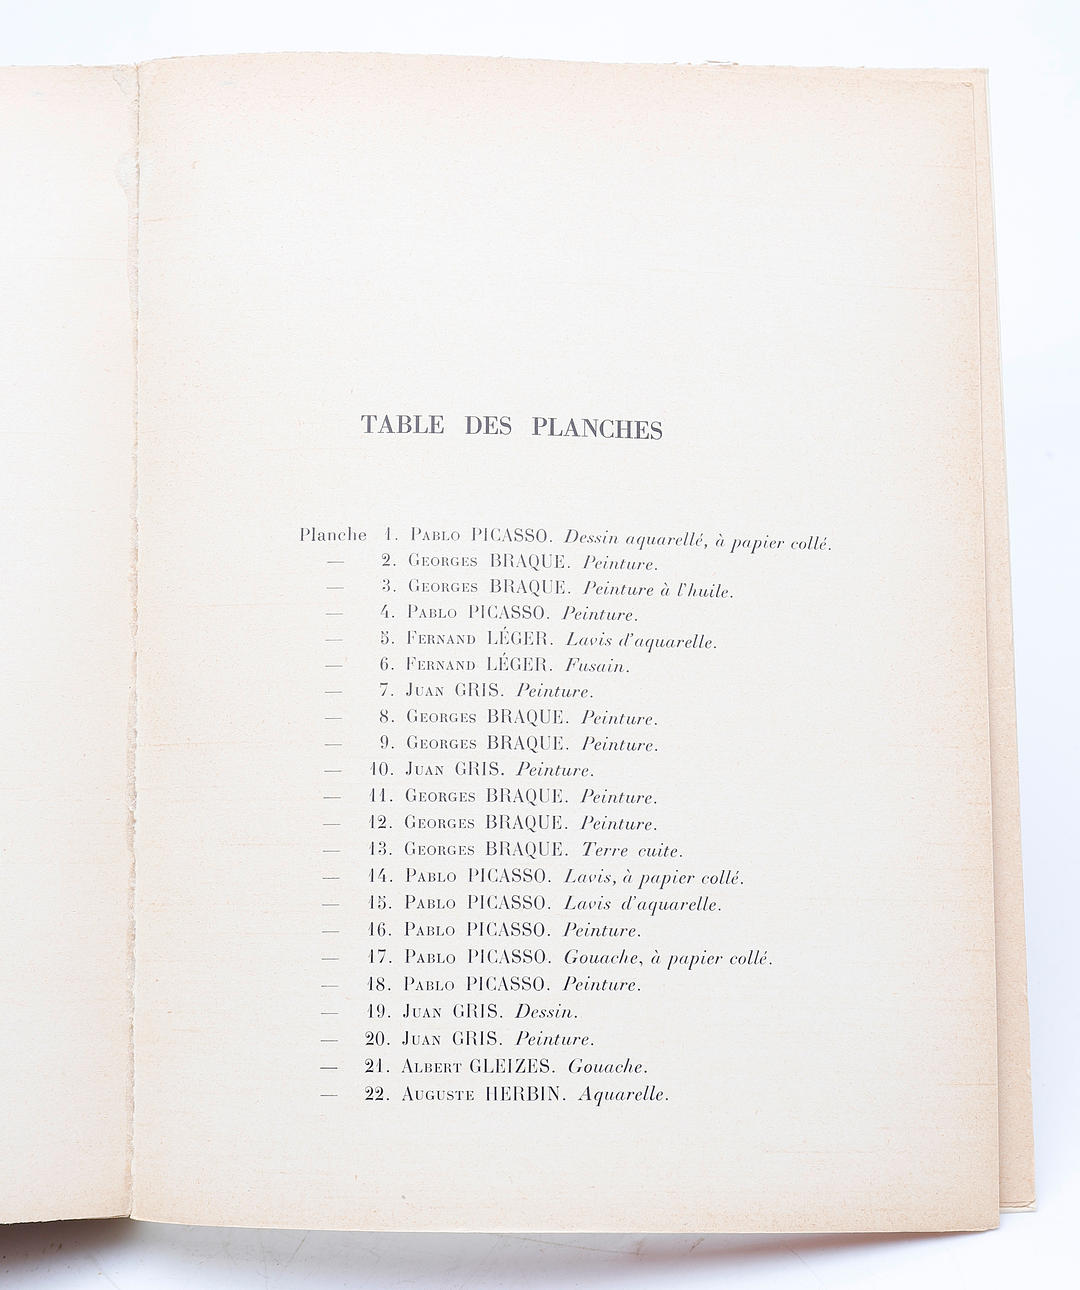 TABLE DES PLANCHES
Planche 1. Pablo PICASSO. Dessin aquarellé, à papier collé.
— 2. Georges BRAQUE. Peinture.
— 3. Georges BRAQUE. Peinture à l'huile.
— 4. Pablo PICASSO. Peinture.
— 5. Fernand LÉGER. Lavis d'aquarelle.
— 6. Fernand LÉGER. Fusain.
— 7. Juan GRIS. Peinture.
— 8. Georges BRAQUE. Peinture.
— 9. Georges BRAQUE. Peinture.
— 10. Juan GRIS. Peinture.
— 11. Georges BRAQUE. Peinture.
— 12. Georges BRAQUE. Peinture.
— 13. Georges BRAQUE. Terre cuite.
— 14. Pablo PICASSO. Lavis, à papier collé.
— 15. Pablo PICASSO. Lavis d'aquarelle.
— 16. Pablo PICASSO. Peinture.
— 17. Pablo PICASSO. Gouache, à papier collé.
— 18. Pablo PICASSO. Peinture.
— 19. Juan GRIS. Dessin.
— 20. Juan GRIS. Peinture.
— 21. Albert GLEIZES. Gouache.
— 22. Auguste HERBIN. Aquarelle.